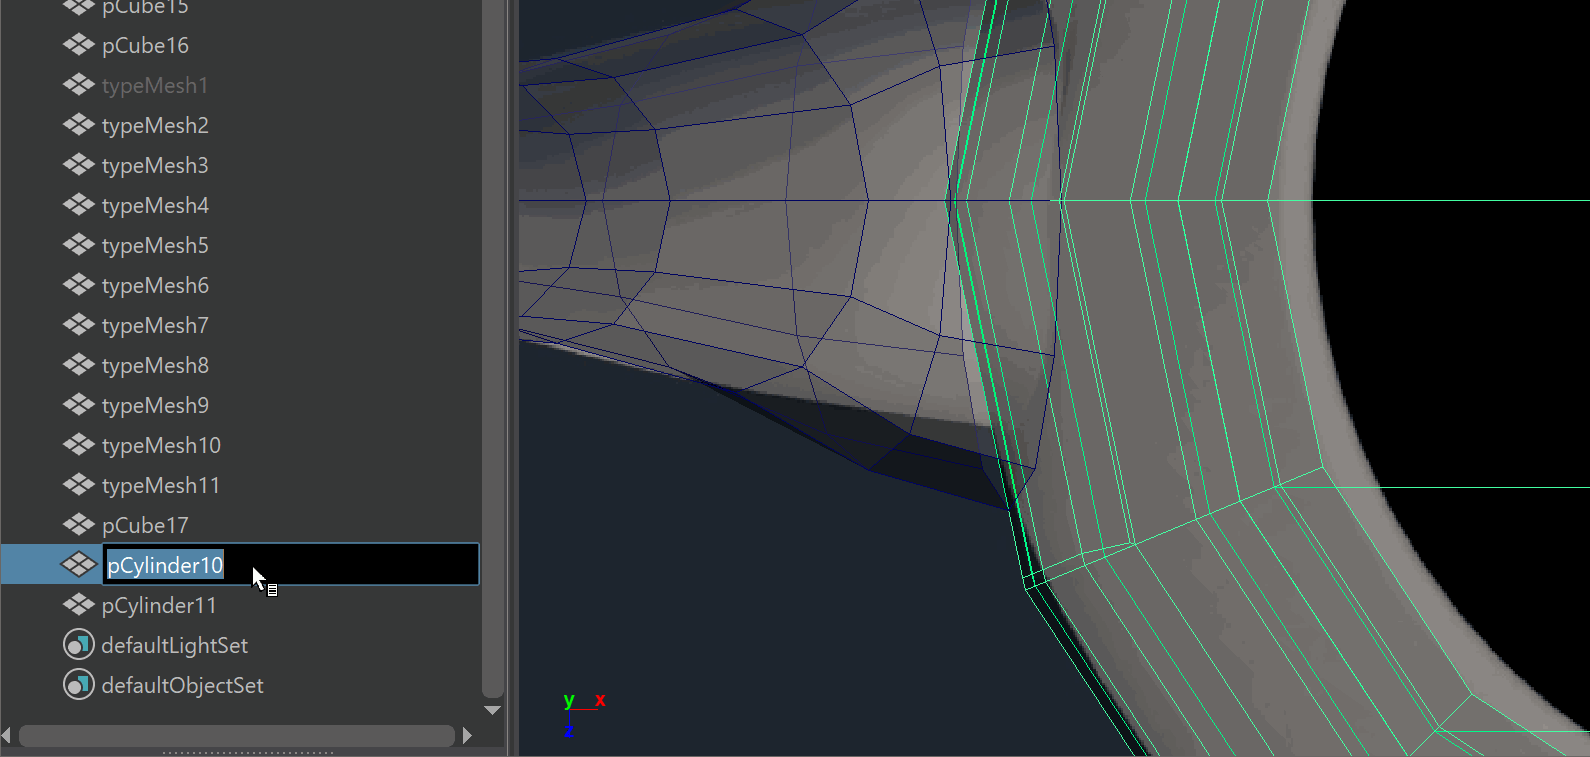 pCube15
pCube16
typeMesh1
typeMesh2
typeMesh3
typeMesh4
typeMesh5
typeMesh6
typeMesh7
typeMesh8
typeMesh9
typeMesh10
typeMesh11
pCube17
pCylinder10
pCylinder11
defaultLightSet
defaultObjectSet
y x
z